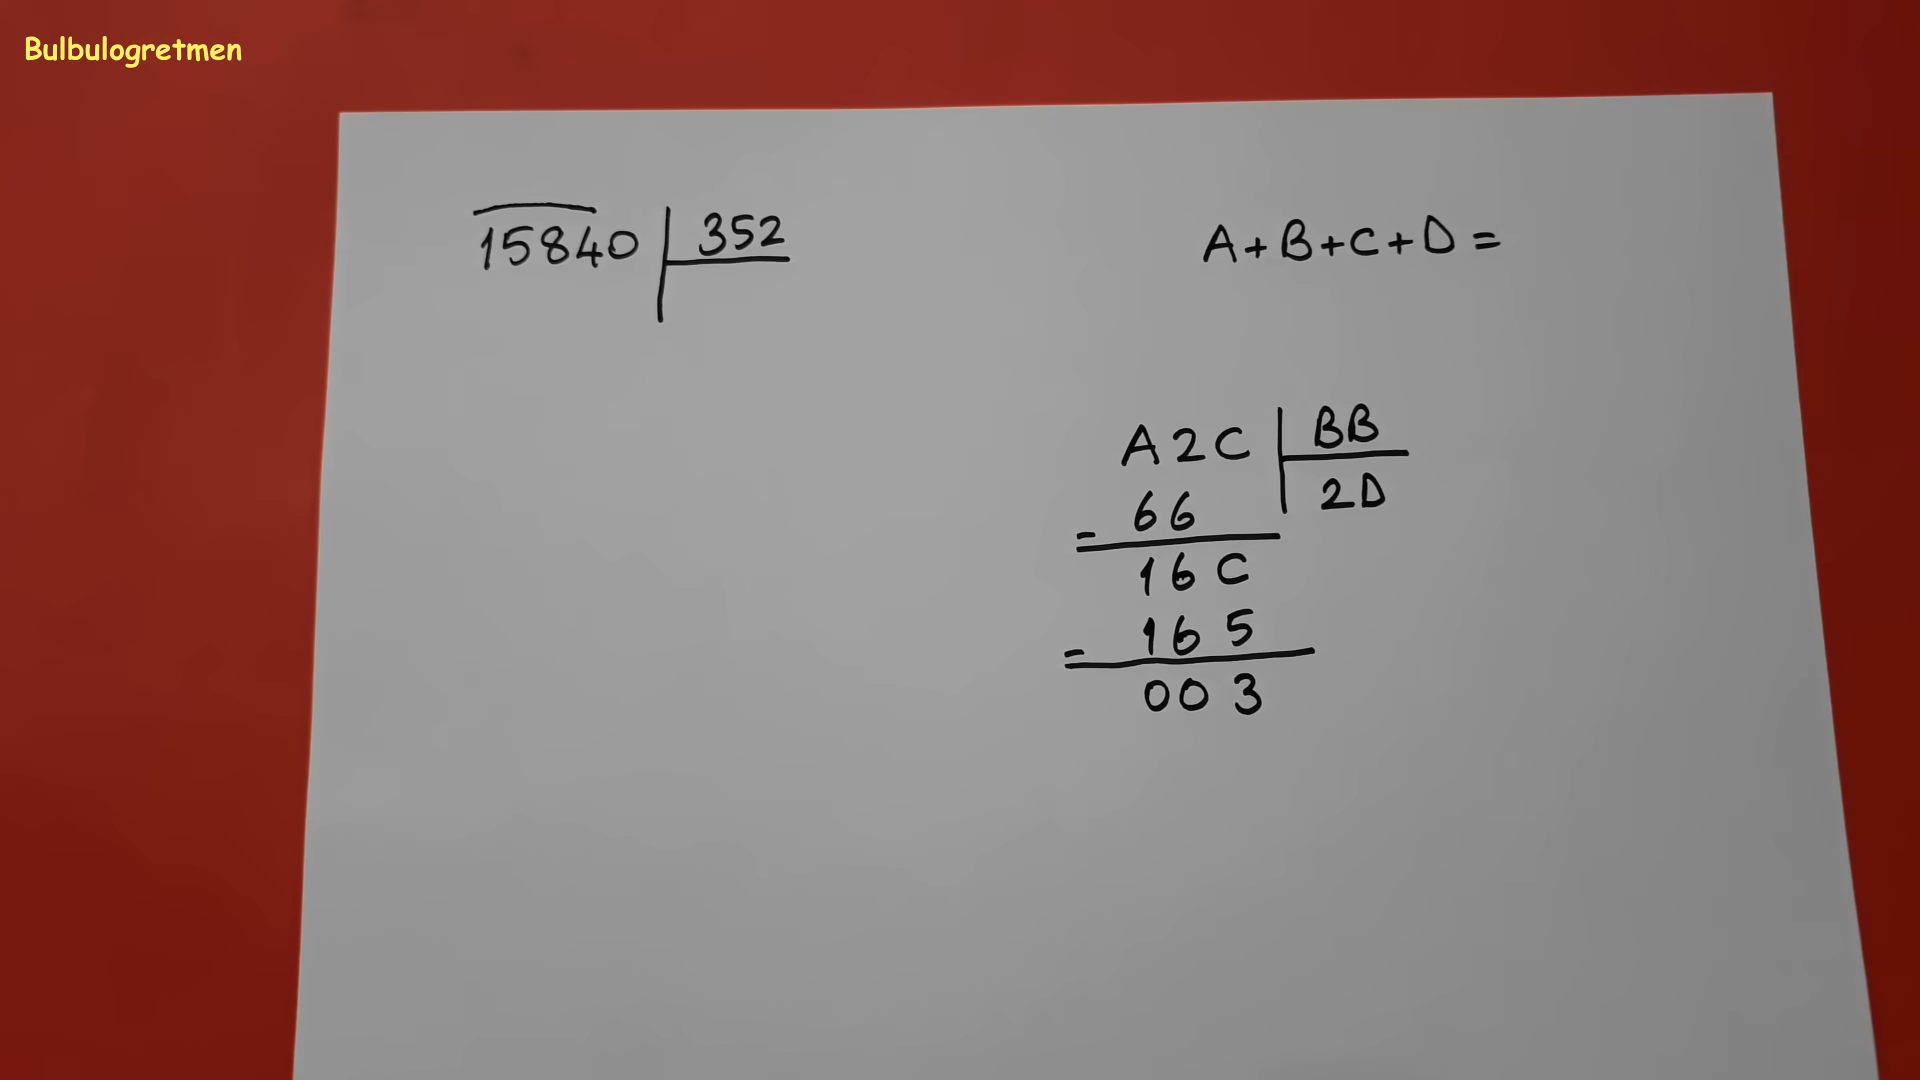 Bulbulogretmen
15840 352
A+B+C+D=
A2C BB
- 66 2D
16C
- 165
003